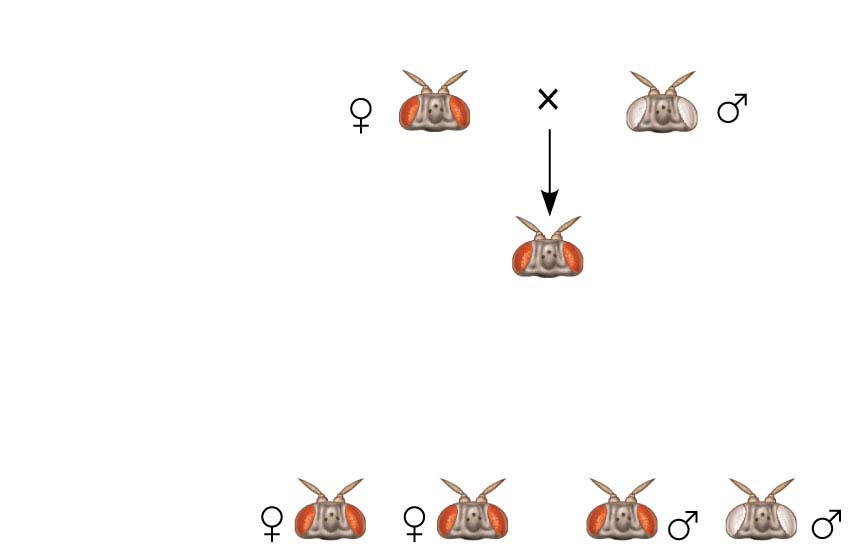 ♀ × ♂
♀ ♀ ♂ ♂